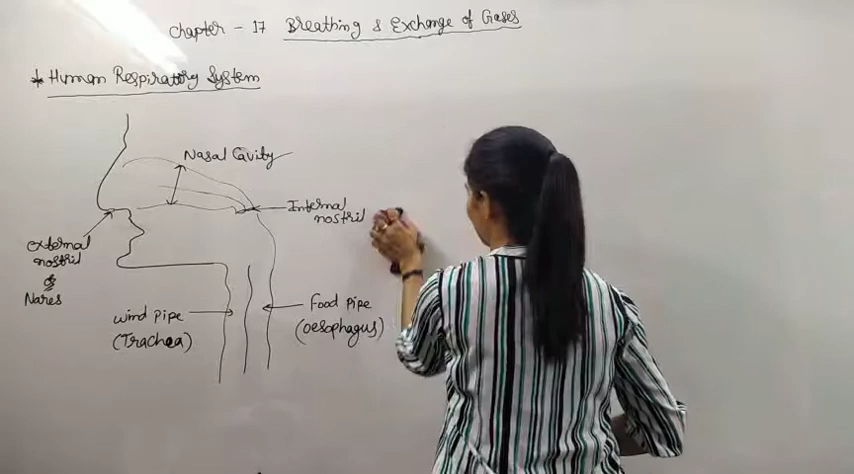 Chapter - 17 Breathing & Exchange of Gases
* Human Respiratory System
Nasal Cavity
Internal
nostril
external
nostril
or
Nares
Wind Pipe
(Trachea)
Food Pipe
(Oesophagus)